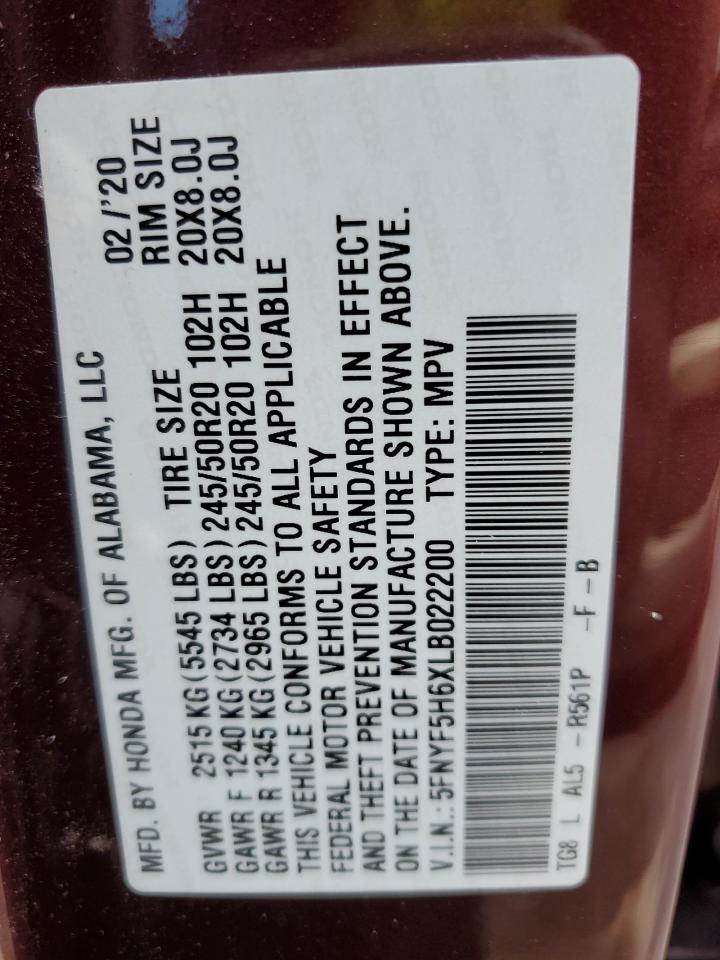 MFD. BY HONDA MFG. OF ALABAMA, LLC 02/'20
GVWR 2515 KG(5545 LBS) TIRE SIZE RIM SIZE
GAWR F 1240 KG(2734 LBS)245/50R20 102H 20X8.0J
GAWR R 1345 KG(2965 LBS)245/50R20 102H 20X8.0J
THIS VEHICLE CONFORMS TO ALL APPLICABLE
FEDERAL MOTOR VEHICLE SAFETY
AND THEFT PREVENTION STANDARDS IN EFFECT
ON THE DATE OF MANUFACTURE SHOWN ABOVE.
V.I.N.:5FNYF5H6XLB022200 TYPE: MPV
TG8 L AL5 -R561P -F-B